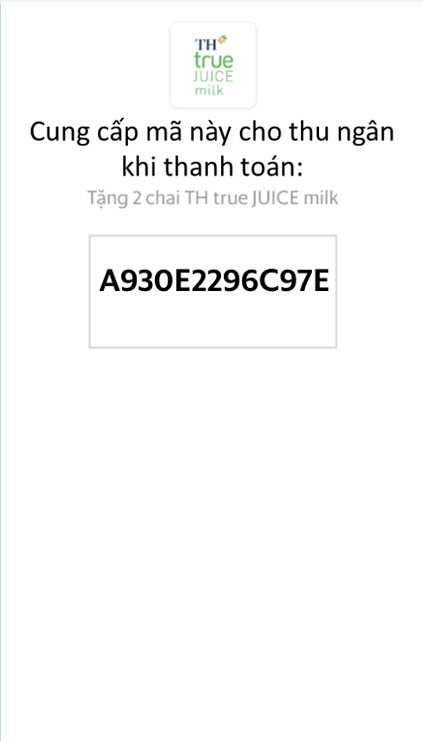 TH
true
JUICE
milk
Cung cấp mã này cho thu ngân
khi thanh toán:
Tặng 2 chai TH true JUICE milk
A930E2296C97E